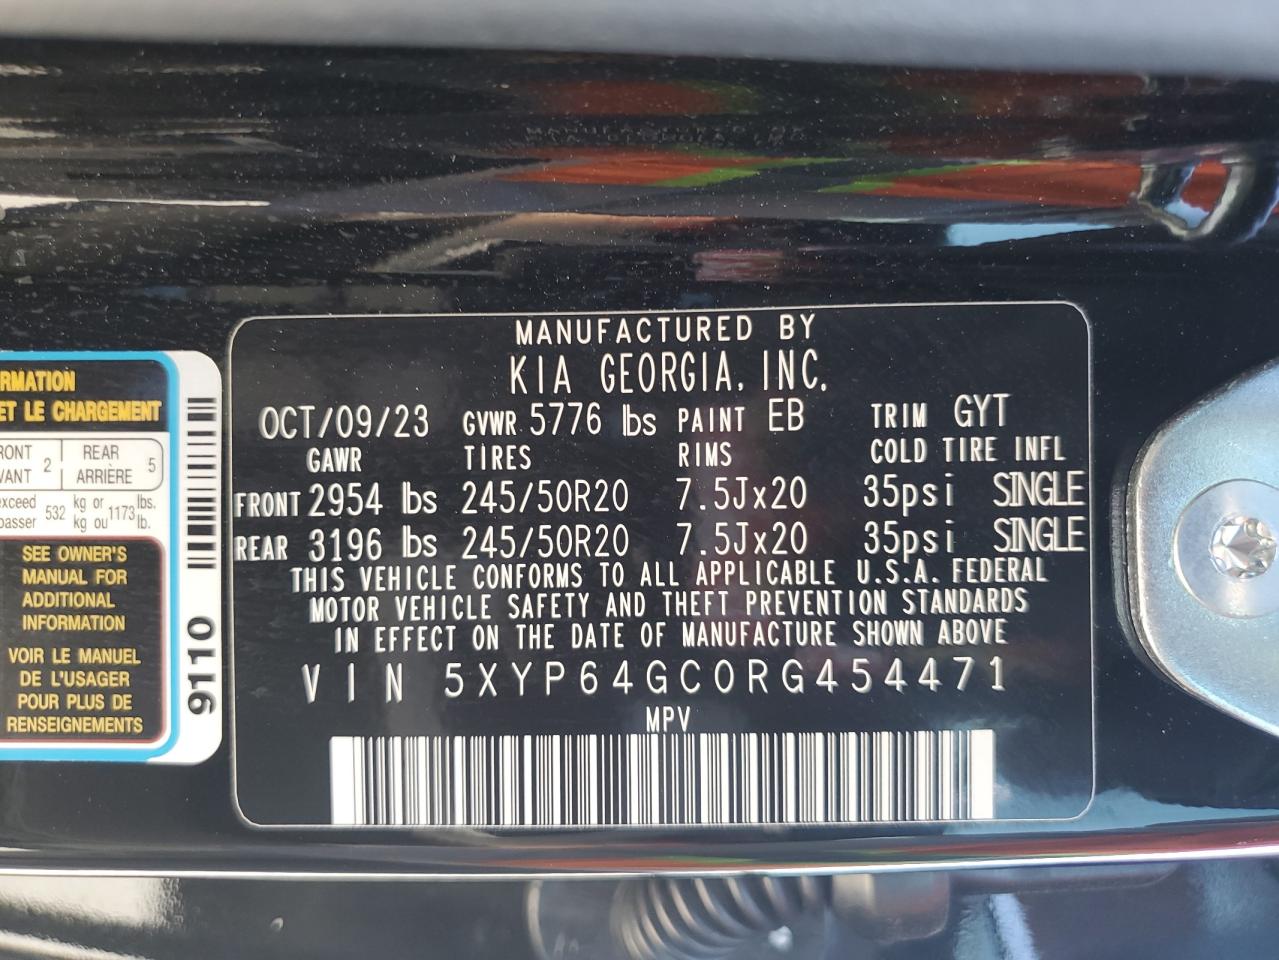 MANUFACTURED BY
KIA GEORGIA, INC.
OCT/09/23 GVWR 5776 lbs PAINT EB TRIM GYT
GAWR TIRES RIMS COLD TIRE INFL
FRONT 2954 lbs 245/50R20 7.5Jx20 35psi SINGLE
REAR 3196 lbs 245/50R20 7.5Jx20 35psi SINGLE
THIS VEHICLE CONFORMS TO ALL APPLICABLE U.S.A. FEDERAL
MOTOR VEHICLE SAFETY AND THEFT PREVENTION STANDARDS
IN EFFECT ON THE DATE OF MANUFACTURE SHOWN ABOVE
VIN 5XYP64GC0RG454471
MPV
RMATION
ET LE CHARGEMENT
RONT
VANT 2
REAR
ARRIÈRE 5
exceed
passer 532 kg or
kg ou 1173 lbs.
lb.
SEE OWNER'S
MANUAL FOR
ADDITIONAL
INFORMATION
VOIR LE MANUEL
DE L'USAGER
POUR PLUS DE
RENSEIGNEMENTS
9110